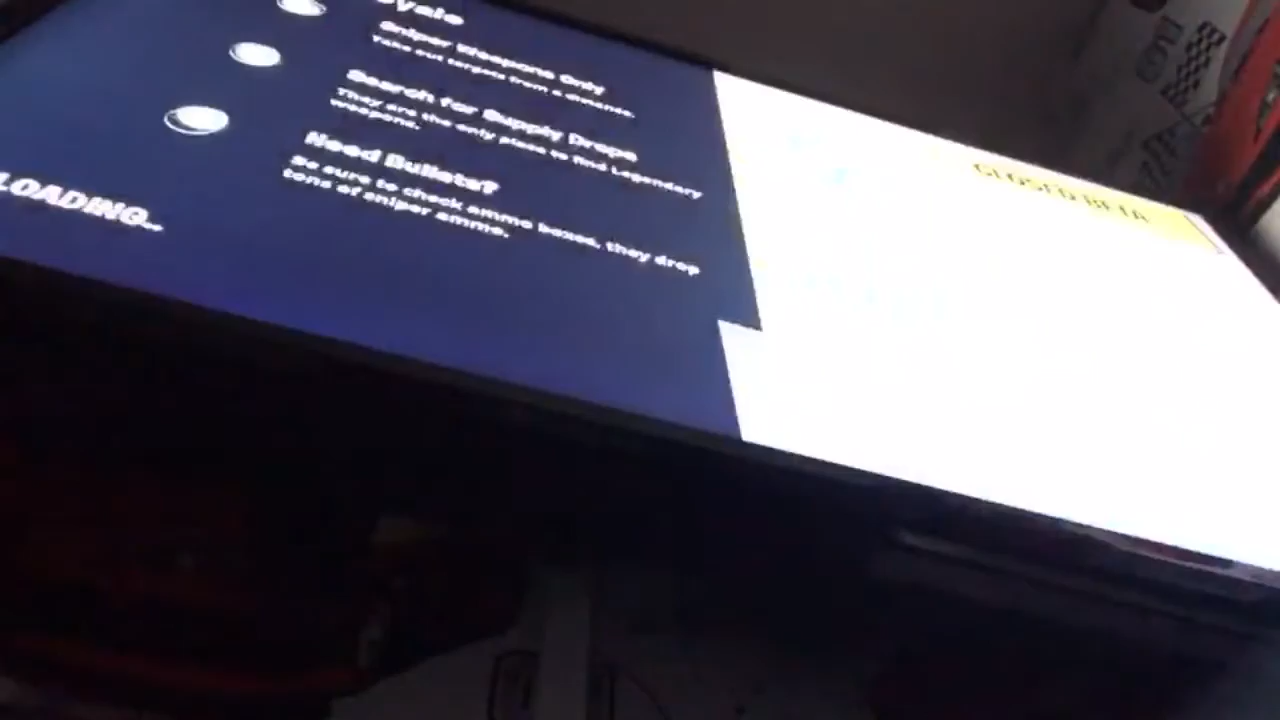 Sniper Weapons Only
Take out targets from a distance.
Search for Supply Drops
They are the only place to find Legendary
weapons.
Need Bullets?
Be sure to check ammo boxes, they drop
tons of sniper ammo.
LOADING..
CLOSED BETA